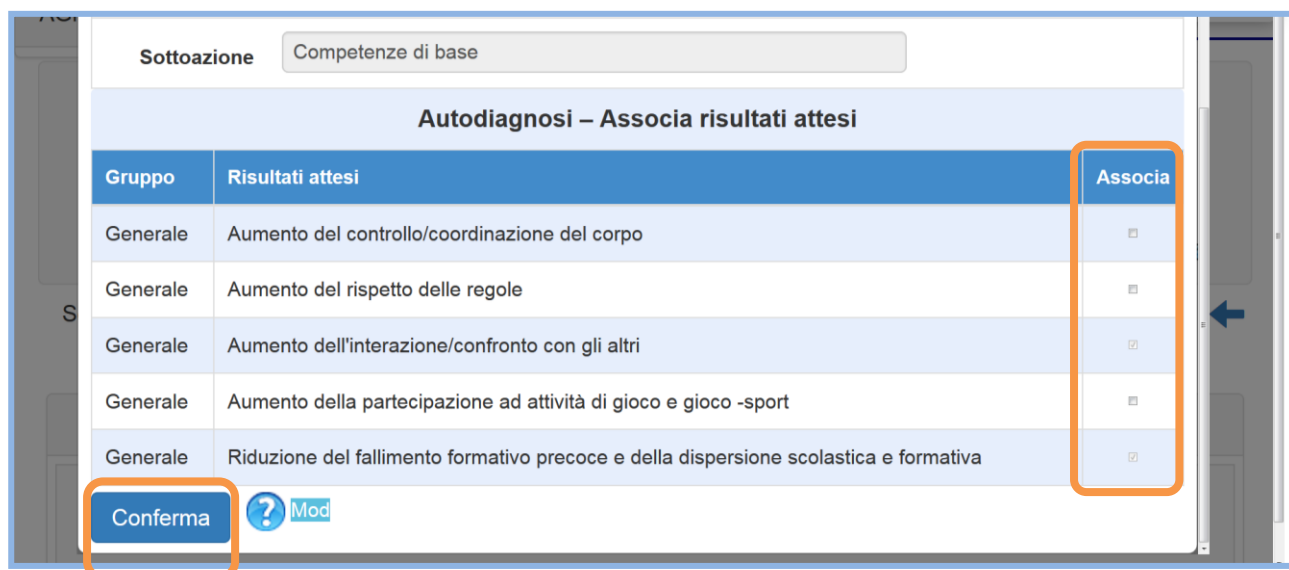 Sottoazione Competenze di base
Autodiagnosi – Associa risultati attesi
Gruppo Risultati attesi Associa
Generale Aumento del controllo/coordinazione del corpo
Generale Aumento del rispetto delle regole
S
Generale Aumento dell'interazione/confronto con gli altri
Generale Aumento della partecipazione ad attività di gioco e gioco -sport
Generale Riduzione del fallimento formativo precoce e della dispersione scolastica e formativa
Conferma ? Mod